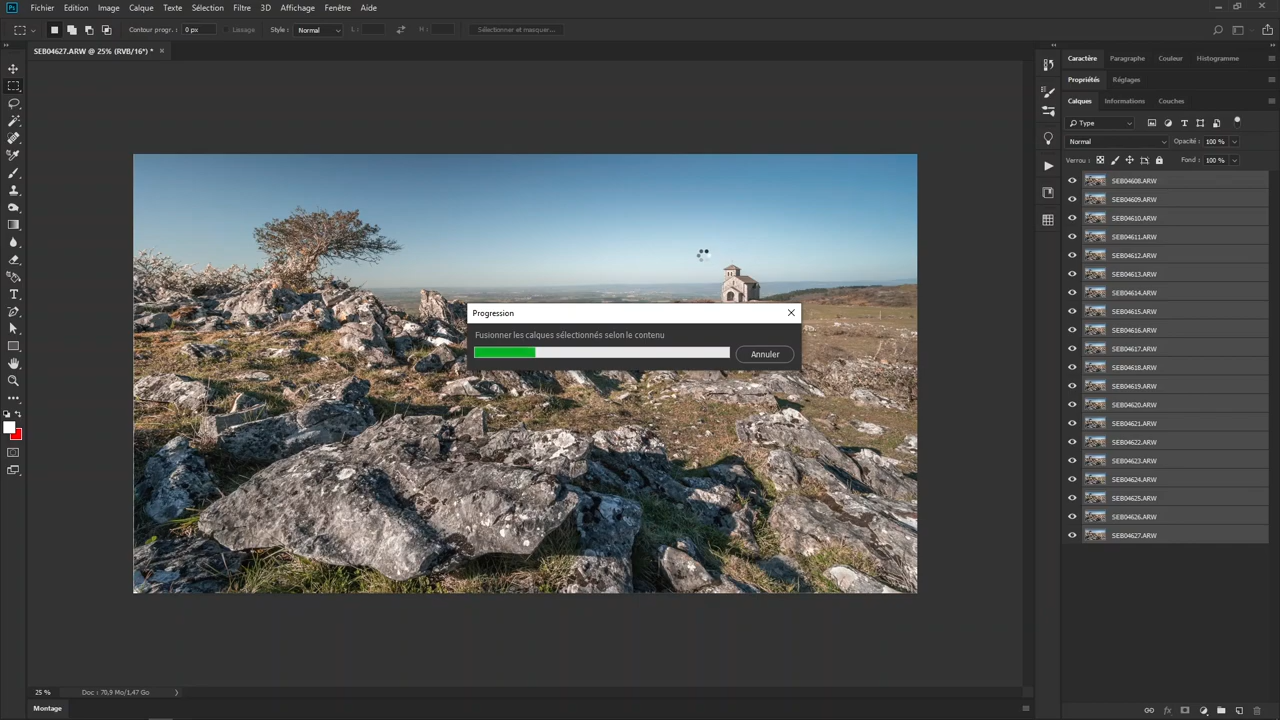 Ps Fichier Edition Image Calque Texte Sélection Filtre 3D Affichage Fenêtre Aide
Contour progr. : 0 px Lissage Style : Normal L : H : Sélectionner et masquer...
SEB04627.ARW @ 25% (RVB/16*) *
Caractère Paragraphe Couleur Histogramme
Propriétés Réglages
Calques Informations Couches
Type
Normal Opacité : 100 %
Verrou : Fond : 100 %
SEB04608.ARW
SEB04609.ARW
SEB04610.ARW
SEB04611.ARW
SEB04612.ARW
SEB04613.ARW
SEB04614.ARW
SEB04615.ARW
SEB04616.ARW
SEB04617.ARW
SEB04618.ARW
SEB04619.ARW
SEB04620.ARW
SEB04621.ARW
SEB04622.ARW
SEB04623.ARW
SEB04624.ARW
SEB04625.ARW
SEB04626.ARW
SEB04627.ARW
Progression
Fusionner les calques sélectionnés selon le contenu
Annuler
25 % Doc : 70,9 Mo/1,47 Go
Montage